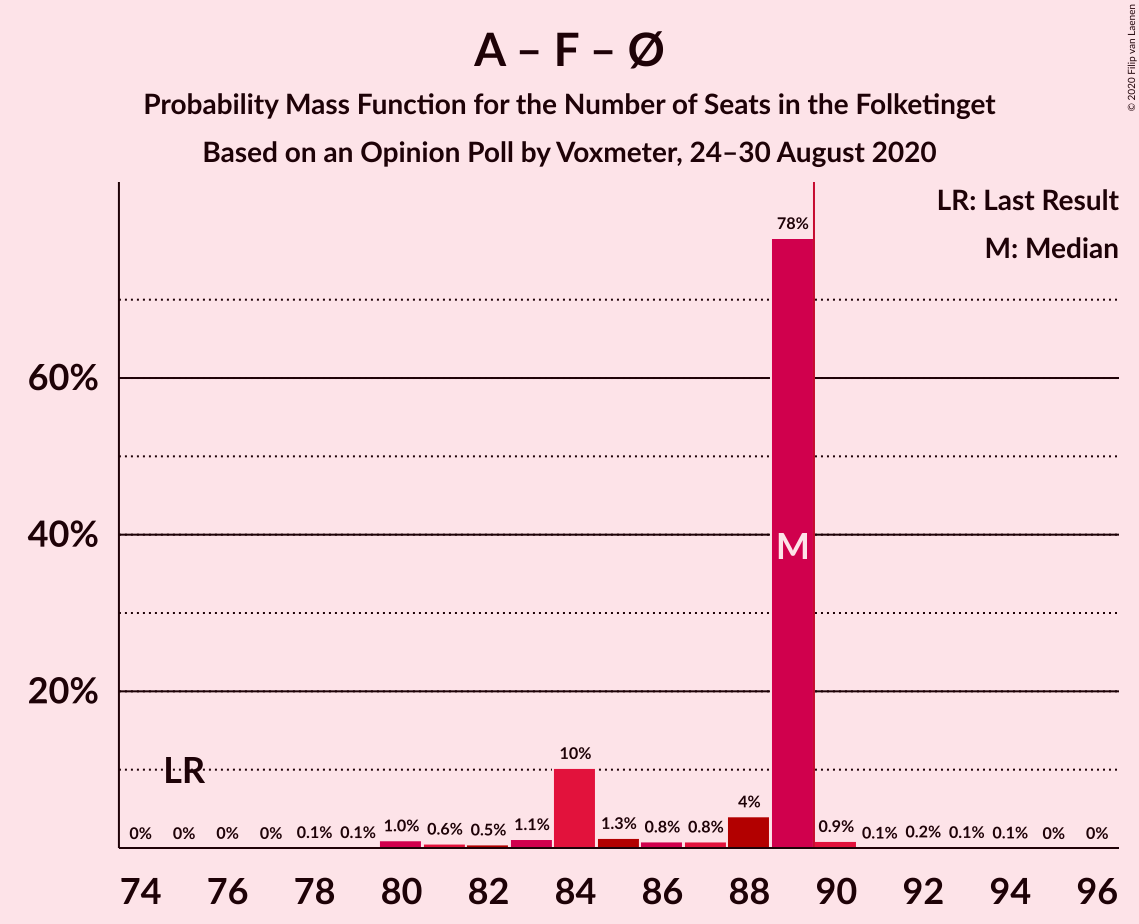 A – F – Ø
Probability Mass Function for the Number of Seats in the Folketinget
Based on an Opinion Poll by Voxmeter, 24–30 August 2020
© 2020 Filip van Laenen
LR: Last Result
M: Median
78%
60%
40%
M
20%
LR
10%
4%
0% 0% 0% 0% 0.1% 0.1% 1.0% 0.6% 0.5% 1.1% 1.3% 0.8% 0.8% 0.9% 0.1% 0.2% 0.1% 0.1% 0% 0%
74 76 78 80 82 84 86 88 90 92 94 96